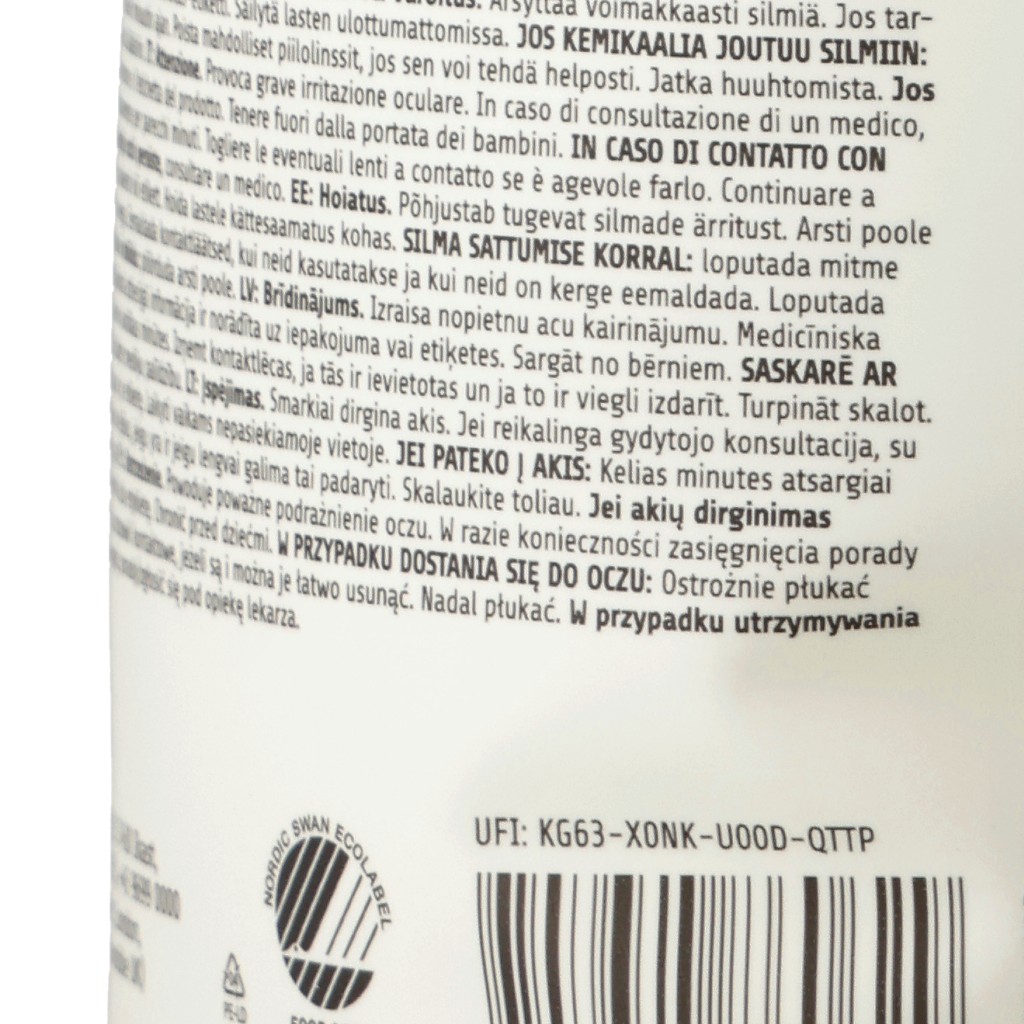 Varoitus. Ärsyttää voimakkaasti silmiä. Jos tar-
Säilytä lasten ulottumattomissa. JOS KEMIKAALIA JOUTUU SILMIIN:
Poista mahdolliset piilolinssit, jos sen voi tehdä helposti. Jatka huuhtomista. Jos
IT: Attenzione. Provoca grave irritazione oculare. In caso di consultazione di un medico,
del prodotto. Tenere fuori dalla portata dei bambini. IN CASO DI CONTATTO CON
minuti. Togliere le eventuali lenti a contatto se è agevole farlo. Continuare a
consultare un medico. EE: Hoiatus. Põhjustab tugevat silmade ärritust. Arsti poole
Hoida lastele kättesaamatus kohas. SILMA SATTUMISE KORRAL: loputada mitme
kontaktläätsed, kui neid kasutatakse ja kui neid on kerge eemaldada. Loputada
arsti poole. LV: Brīdinājums. Izraisa nopietnu acu kairinājumu. Medicīniska
informācija ir norādīta uz iepakojuma vai etiķetes. Sargāt no bērniem. SASKARĒ AR
Izņemt kontaktlēcas, ja tās ir ievietotas un ja to ir viegli izdarīt. Turpināt skalot.
LT: Įspėjimas. Smarkiai dirgina akis. Jei reikalinga gydytojo konsultacija, su
vaikams nepasiekiamoje vietoje. JEI PATEKO Į AKIS: Kelias minutes atsargiai
jeigu lengvai galima tai padaryti. Skalaukite toliau. Jei akių dirginimas
Powoduje poważne podrażnienie oczu. W razie konieczności zasięgnięcia porady
Chronić przed dziećmi. W PRZYPADKU DOSTANIA SIĘ DO OCZU: Ostrożnie płukać
jeżeli są i można je łatwo usunąć. Nadal płukać. W przypadku utrzymywania
się pod opiekę lekarza.
NORDIC SWAN ECOLABEL
UFI: KG63-X0NK-U00D-QTTP
PE-LD